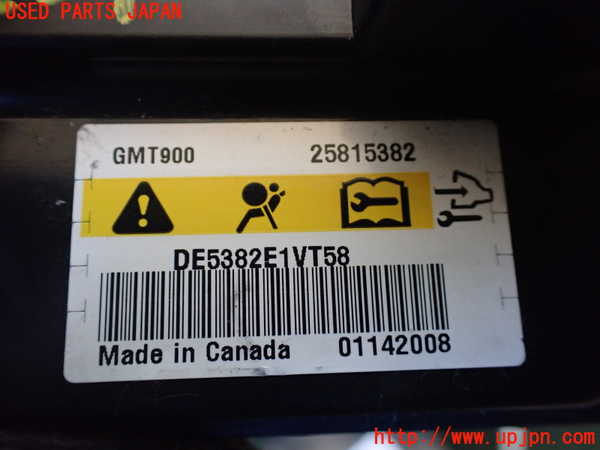 USED PARTS JAPAN
GMT900 25815382
DE5382E1VT58
Made in Canada 01142008
http://www.upjpn.com/